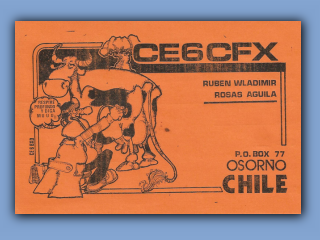 CE6CFX
RUBEN WLADIMIR
ROSAS AGUILA
P.O. BOX 77
OSORNO
CHILE